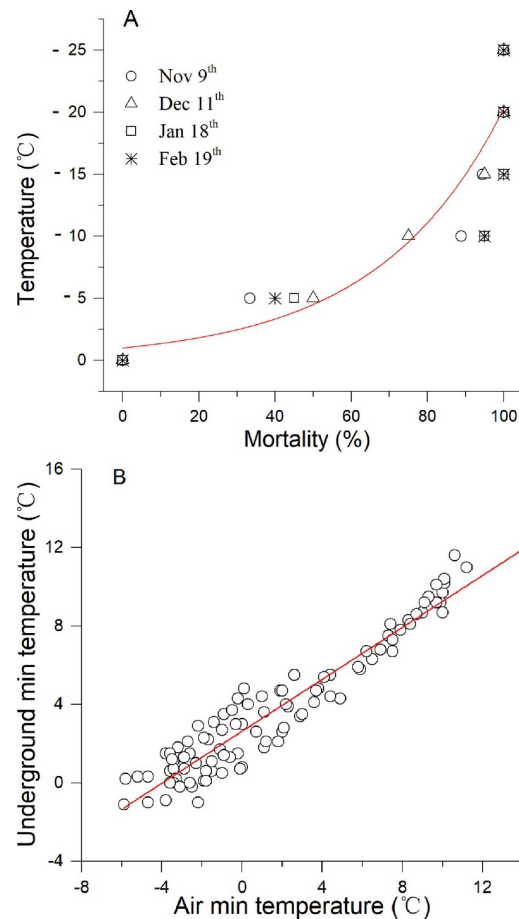 A
- 25
- 20
- 15
- 10
- 5
0
Temperature (℃)
Nov 9th
Dec 11th
Jan 18th
Feb 19th
0 20 40 60 80 100
Mortality (%)
B
16
12
8
4
0
-4
Underground min temperature (℃)
-8 -4 0 4 8 12
Air min temperature (℃)